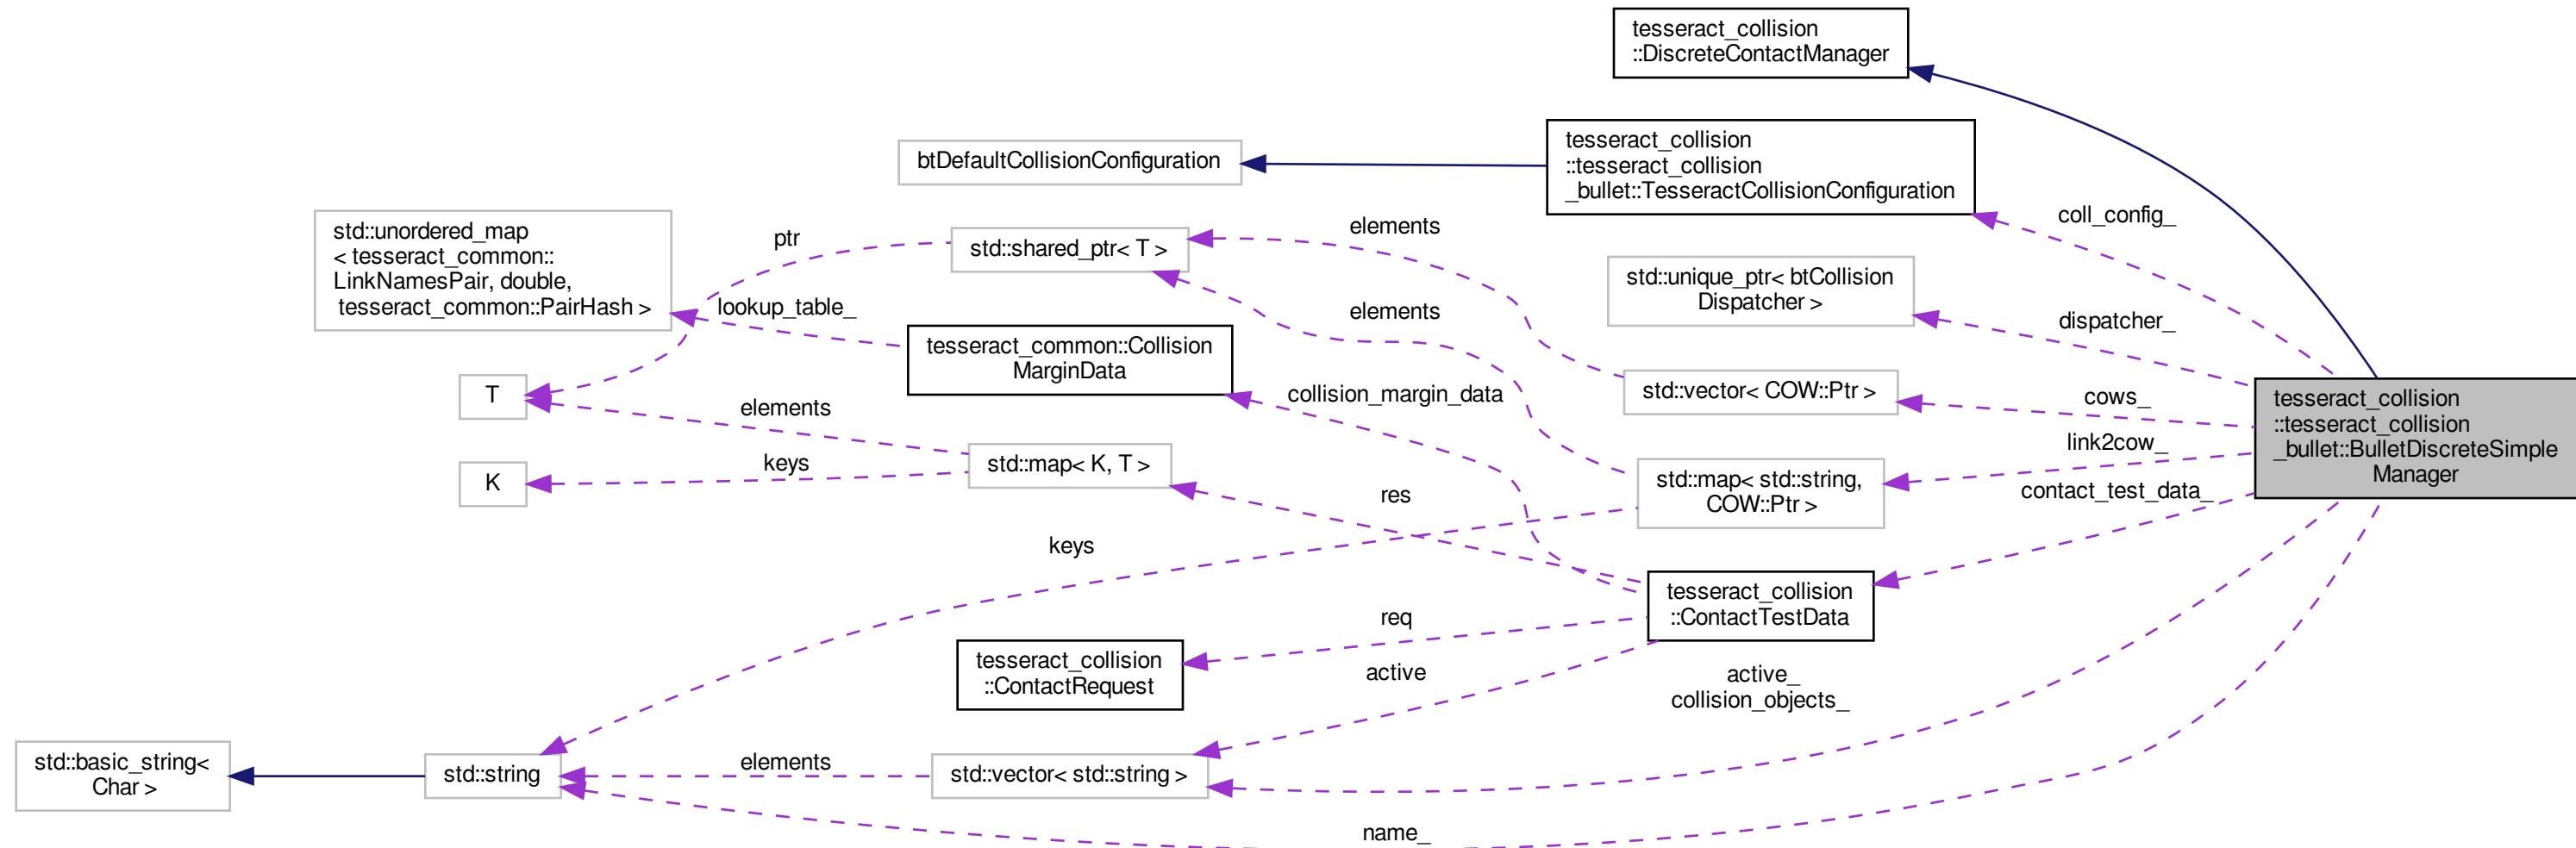 tesseract_collision
::DiscreteContactManager
tesseract_collision
::tesseract_collision
_bullet::TesseractCollisionConfiguration
btDefaultCollisionConfiguration
coll_config_
std::unordered_map
< tesseract_common::
LinkNamesPair, double,
tesseract_common::PairHash >
ptr
std::shared_ptr< T >
elements
std::unique_ptr< btCollision
Dispatcher >
lookup_table_
elements
dispatcher_
tesseract_common::Collision
MarginData
T
elements
collision_margin_data
std::vector< COW::Ptr >
cows_
tesseract_collision
::tesseract_collision
_bullet::BulletDiscreteSimple
Manager
link2cow_
K
keys
std::map< K, T >
res
std::map< std::string,
COW::Ptr >
contact_test_data_
keys
tesseract_collision
::ContactTestData
req
tesseract_collision
::ContactRequest
active
active_
collision_objects_
std::basic_string<
Char >
std::string
elements
std::vector< std::string >
name_